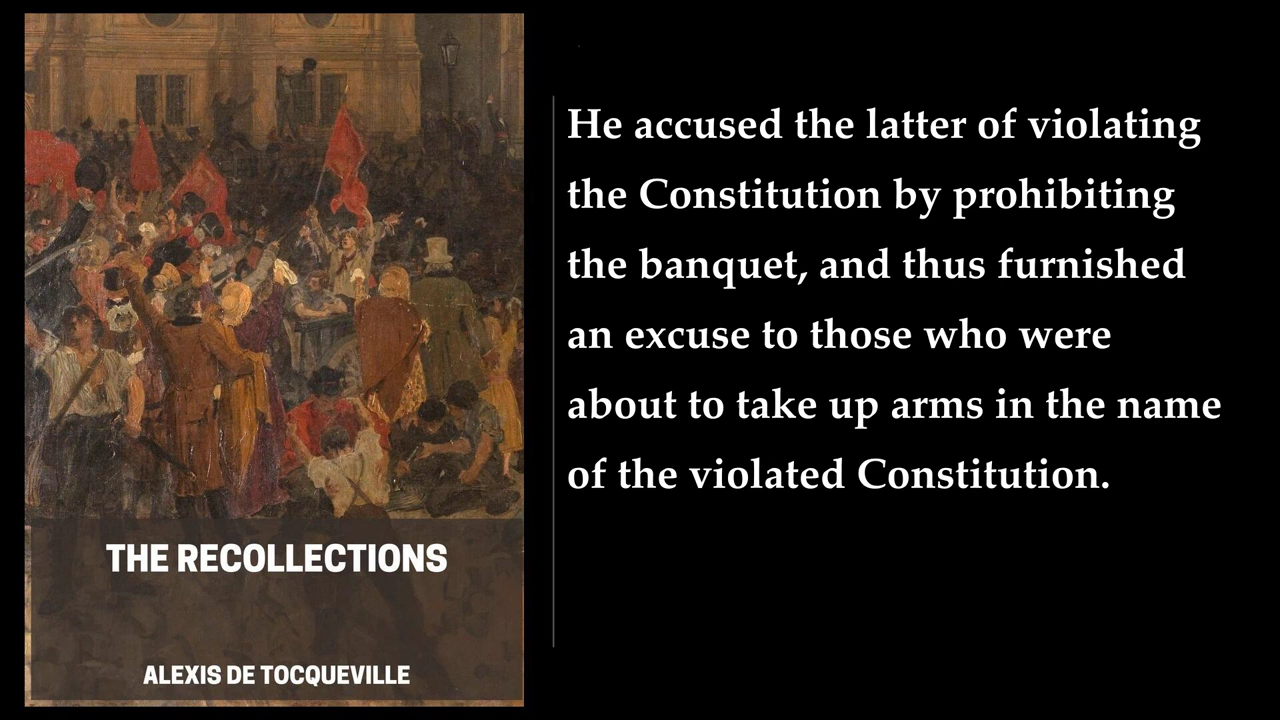 He accused the latter of violating
the Constitution by prohibiting
the banquet, and thus furnished
an excuse to those who were
about to take up arms in the name
of the violated Constitution.
THE RECOLLECTIONS
ALEXIS DE TOCQUEVILLE